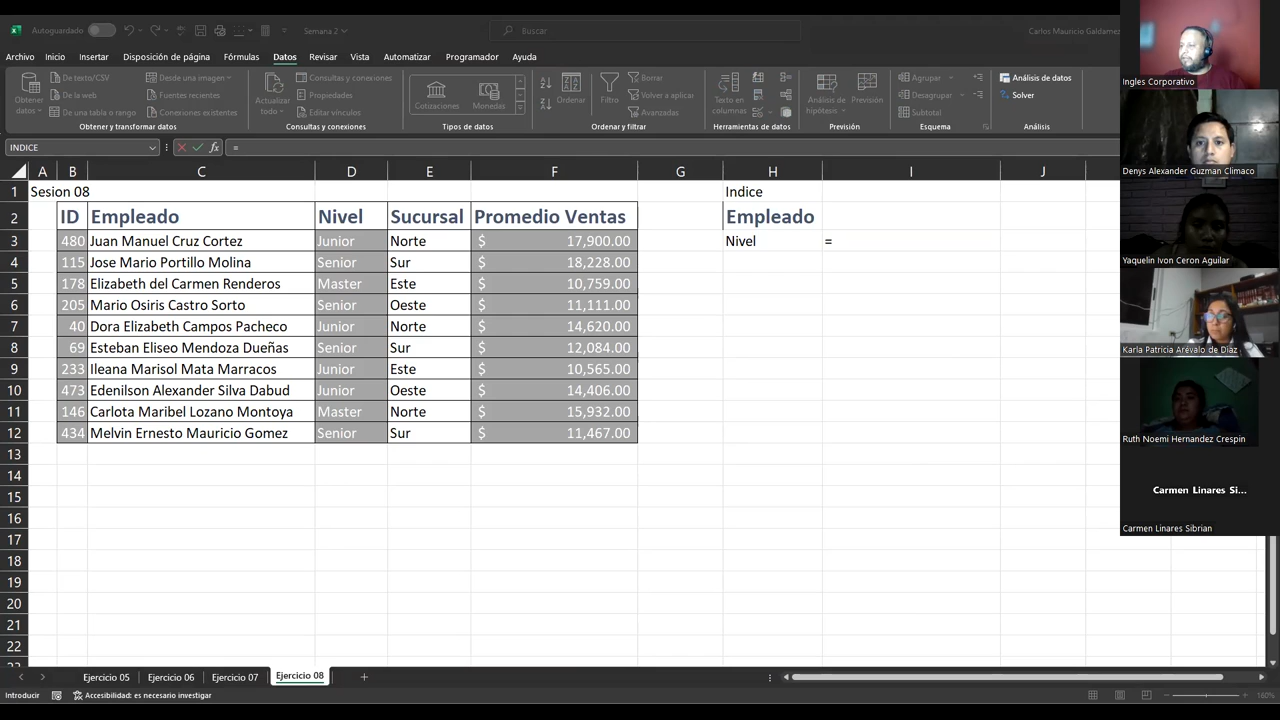 Autoguardado
Semana 2
Buscar
Carlos Mauricio Galdamez
Archivo Inicio Insertar Disposición de página Fórmulas Datos Revisar Vista Automatizar Programador Ayuda
Obtener datos
De texto/CSV
De la web
De una tabla o rango
Desde una imagen
Fuentes recientes
Conexiones existentes
Obtener y transformar datos
Actualizar todo
Consultas y conexiones
Propiedades
Editar vínculos
Consultas y conexiones
Cotizaciones
Monedas
Tipos de datos
Ordenar
Filtro
Borrar
Volver a aplicar
Avanzadas
Ordenar y filtrar
Texto en columnas
Herramientas de datos
Análisis de hipótesis
Previsión
Previsión
Agrupar
Desagrupar
Subtotal
Esquema
Análisis de datos
Solver
Análisis
INDICE fx =
A B C D E F G H I J
1 Sesion 08 Indice
2 ID Empleado Nivel Sucursal Promedio Ventas Empleado
3 480 Juan Manuel Cruz Cortez Junior Norte $ 17,900.00 Nivel =
4 115 Jose Mario Portillo Molina Senior Sur $ 18,228.00
5 178 Elizabeth del Carmen Renderos Master Este $ 10,759.00
6 205 Mario Osiris Castro Sorto Senior Oeste $ 11,111.00
7 40 Dora Elizabeth Campos Pacheco Junior Norte $ 14,620.00
8 69 Esteban Eliseo Mendoza Dueñas Senior Sur $ 12,084.00
9 233 Ileana Marisol Mata Marracos Junior Este $ 10,565.00
10 473 Edenilson Alexander Silva Dabud Junior Oeste $ 14,406.00
11 146 Carlota Maribel Lozano Montoya Master Norte $ 15,932.00
12 434 Melvin Ernesto Mauricio Gomez Senior Sur $ 11,467.00
13
14
15
16
17
18
19
20
21
22
Ejercicio 05 Ejercicio 06 Ejercicio 07 Ejercicio 08
Introducir
Accesibilidad: es necesario investigar
160%
Ingles Corporativo
Denys Alexander Guzman Climaco
Yaquelin Ivon Ceron Aguilar
Karla Patricia Arévalo de Diaz
Ruth Noemi Hernandez Crespin
Carmen Linares Si...
Carmen Linares Sibrian